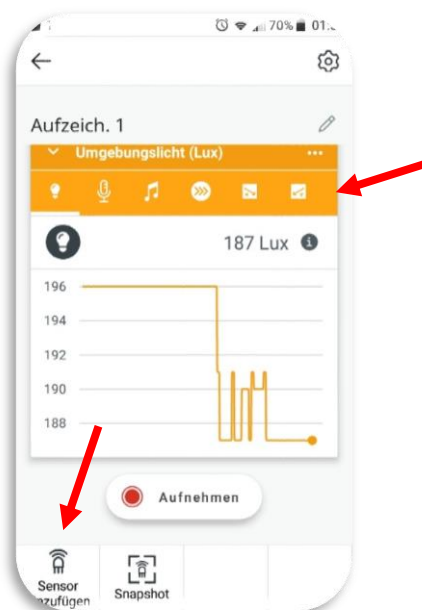 70% 01:
Aufzeich. 1
Umgebungslicht (Lux)
187 Lux
196
194
192
190
188
Aufnehmen
Sensor
Snapshot